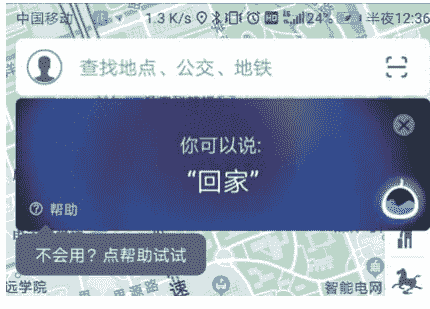 中国移动 1.3 K/s HD 24% 半夜12:36
查找地点、公交、地铁
你可以说:
“回家”
帮助
不会用？点帮助试试
远学院
速
智能电网